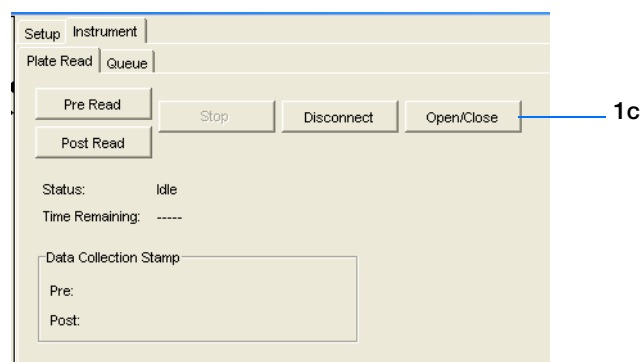 Setup Instrument
Plate Read Queue
Pre Read
Stop Disconnect Open/Close 1c
Post Read
Status: Idle
Time Remaining: -----
Data Collection Stamp
Pre:
Post: